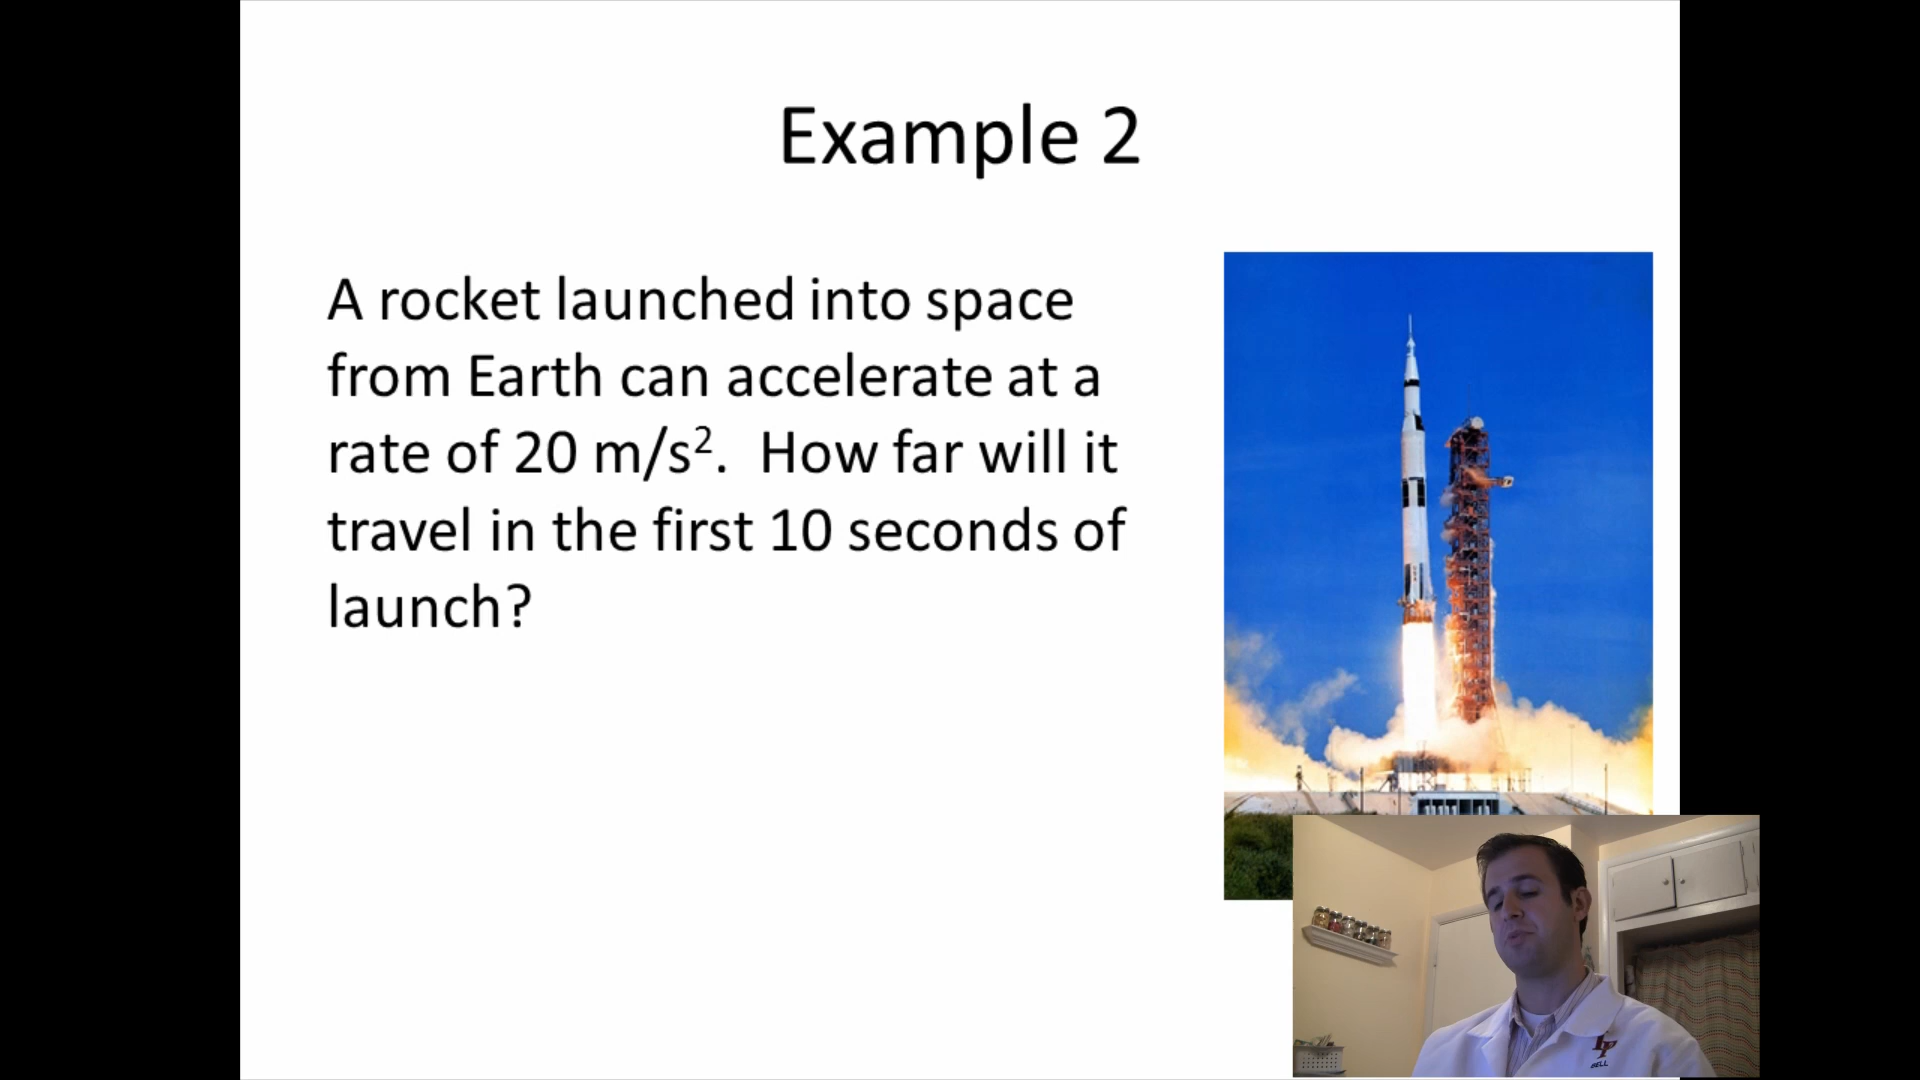 Example 2
A rocket launched into space
from Earth can accelerate at a
rate of 20 m/s². How far will it
travel in the first 10 seconds of
launch?
BELL